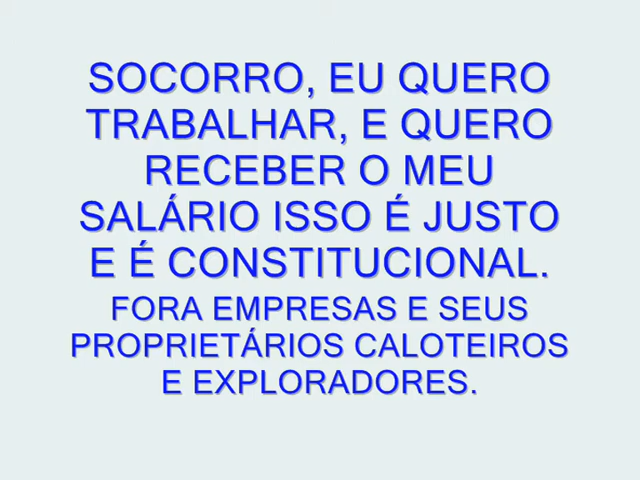 SOCORRO, EU QUERO
TRABALHAR, E QUERO
RECEBER O MEU
SALÁRIO ISSO É JUSTO
E É CONSTITUCIONAL.
FORA EMPRESAS E SEUS
PROPRIETÁRIOS CALOTEIROS
E EXPLORADORES.